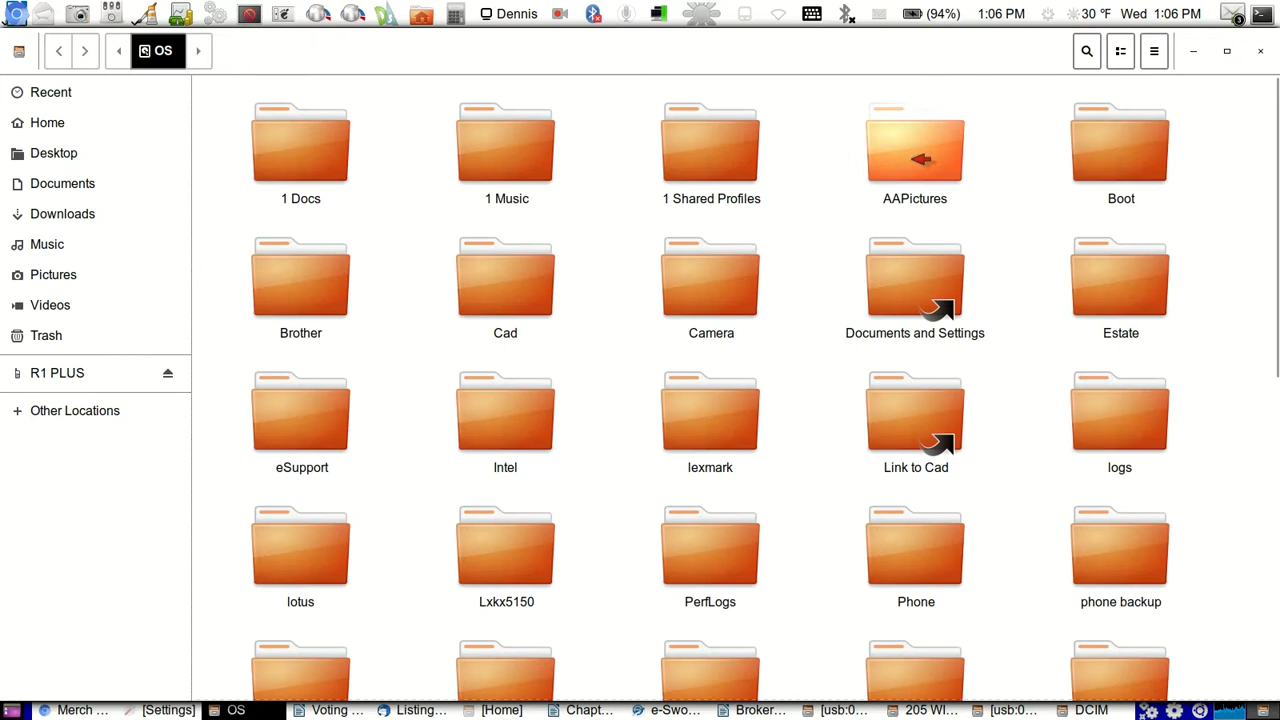 Dennis (94%) 1:06 PM 30 °F Wed 1:06 PM 3
OS
Recent
Home
Desktop
Documents
Downloads
Music
Pictures
Videos
Trash
R1 PLUS
Other Locations
1 Docs 1 Music 1 Shared Profiles AAPictures Boot
Brother Cad Camera Documents and Settings Estate
eSupport Intel lexmark Link to Cad logs
lotus Lxkx5150 PerfLogs Phone phone backup
Merch ... [Settings] OS Voting ... Listing... [Home] Chapt... e-Swo... Broker... [usb:0... 205 WI... [usb:0... DCIM